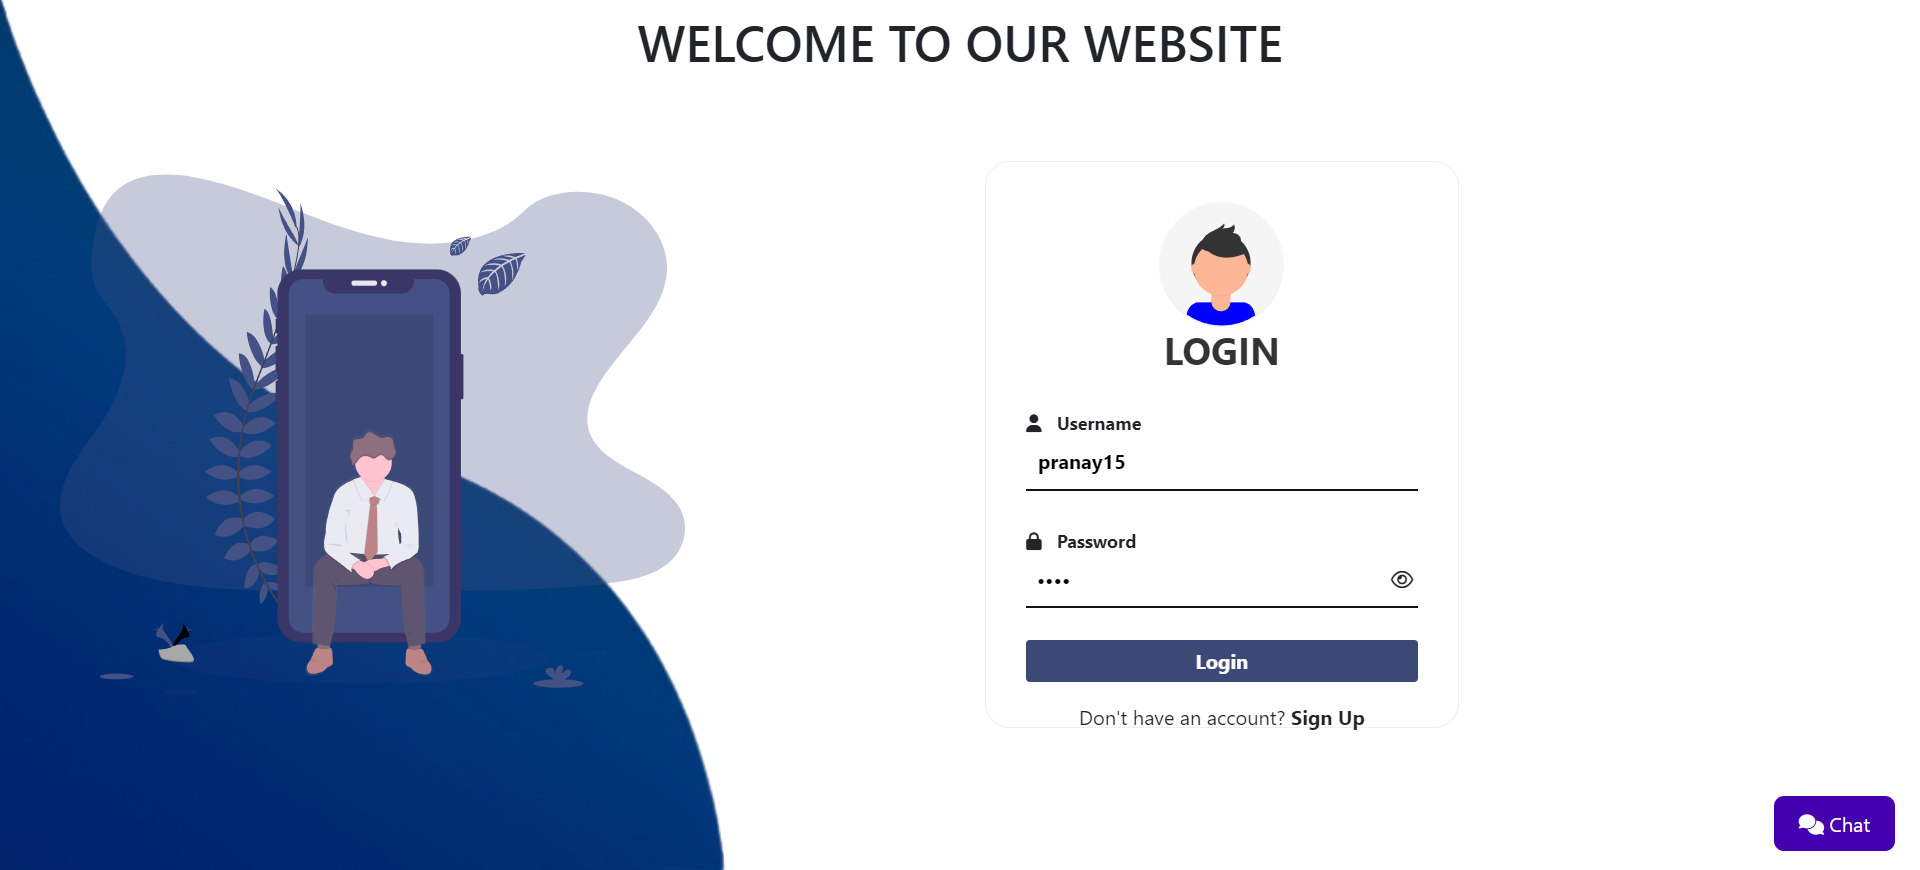 WELCOME TO OUR WEBSITE
LOGIN
Username
pranay15
Password
••••
Login
Don't have an account? Sign Up
Chat